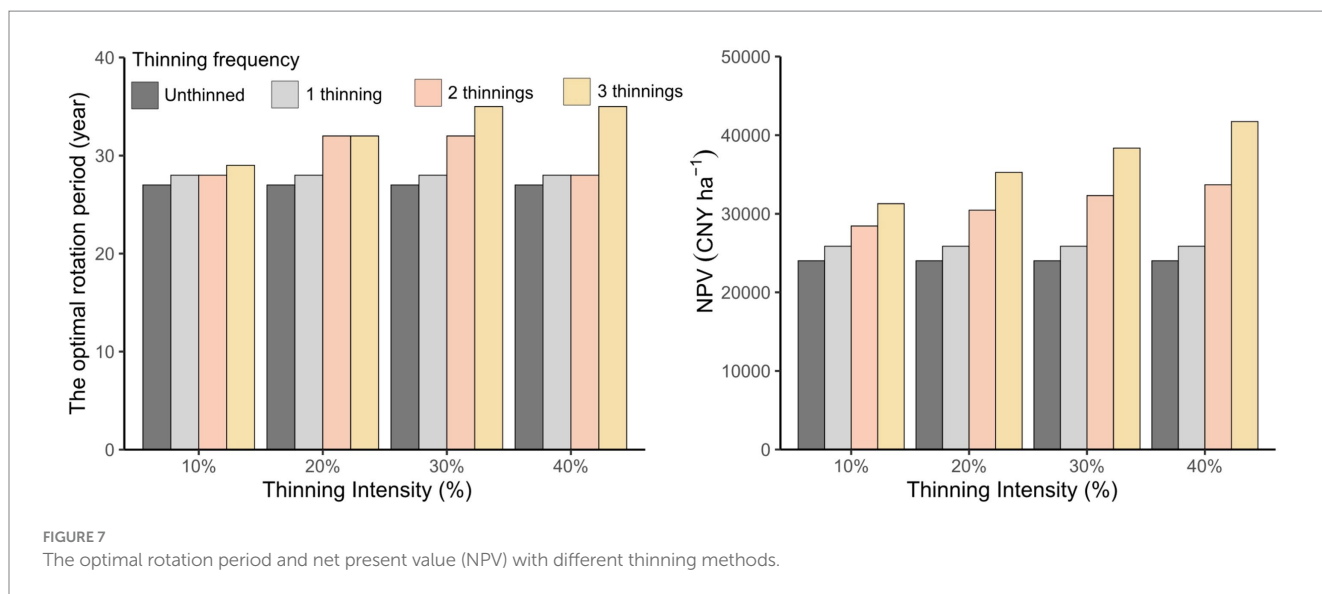 40
30
20
10
0
The optimal rotation period (year)
Thinning frequency
Unthinned 1 thinning 2 thinnings 3 thinnings
10% 20% 30% 40%
Thinning Intensity (%)
50000
40000
30000
20000
10000
0
NPV (CNY ha⁻¹)
10% 20% 30% 40%
Thinning Intensity (%)
FIGURE 7
The optimal rotation period and net present value (NPV) with different thinning methods.